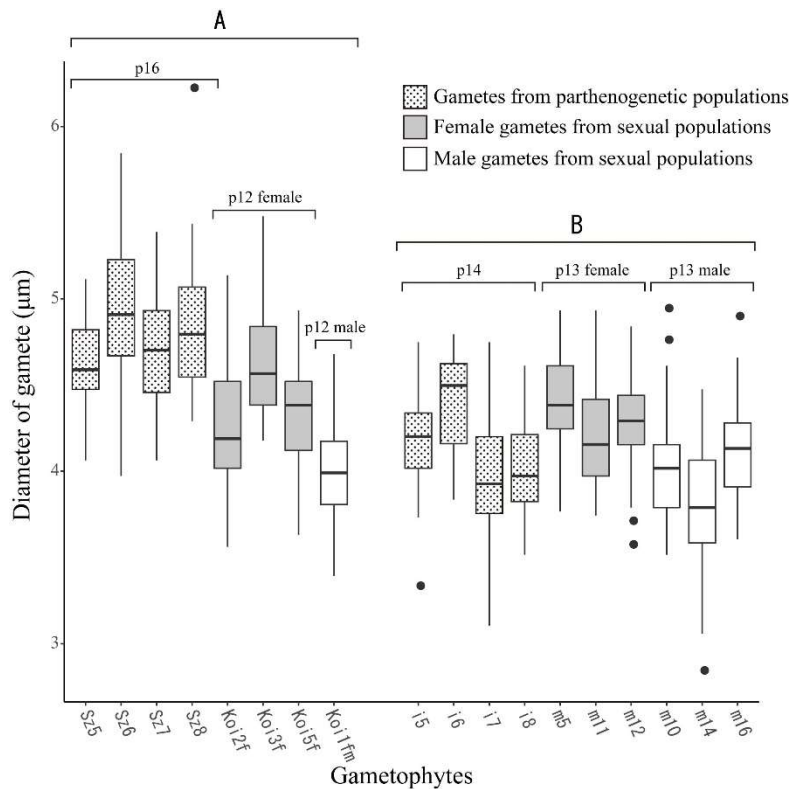 A
p16
Gametes from parthenogenetic populations
Female gametes from sexual populations
Male gametes from sexual populations
p12 female
B
p14
p13 female
p13 male
p12 male
6
5
4
3
Diameter of gamete (μm)
Sz5
Sz6
Sz7
Sz8
Koi2f
Koi3f
Koi5f
Koi1fm
i5
i6
i7
i8
m5
m11
m12
m10
m14
m16
Gametophytes